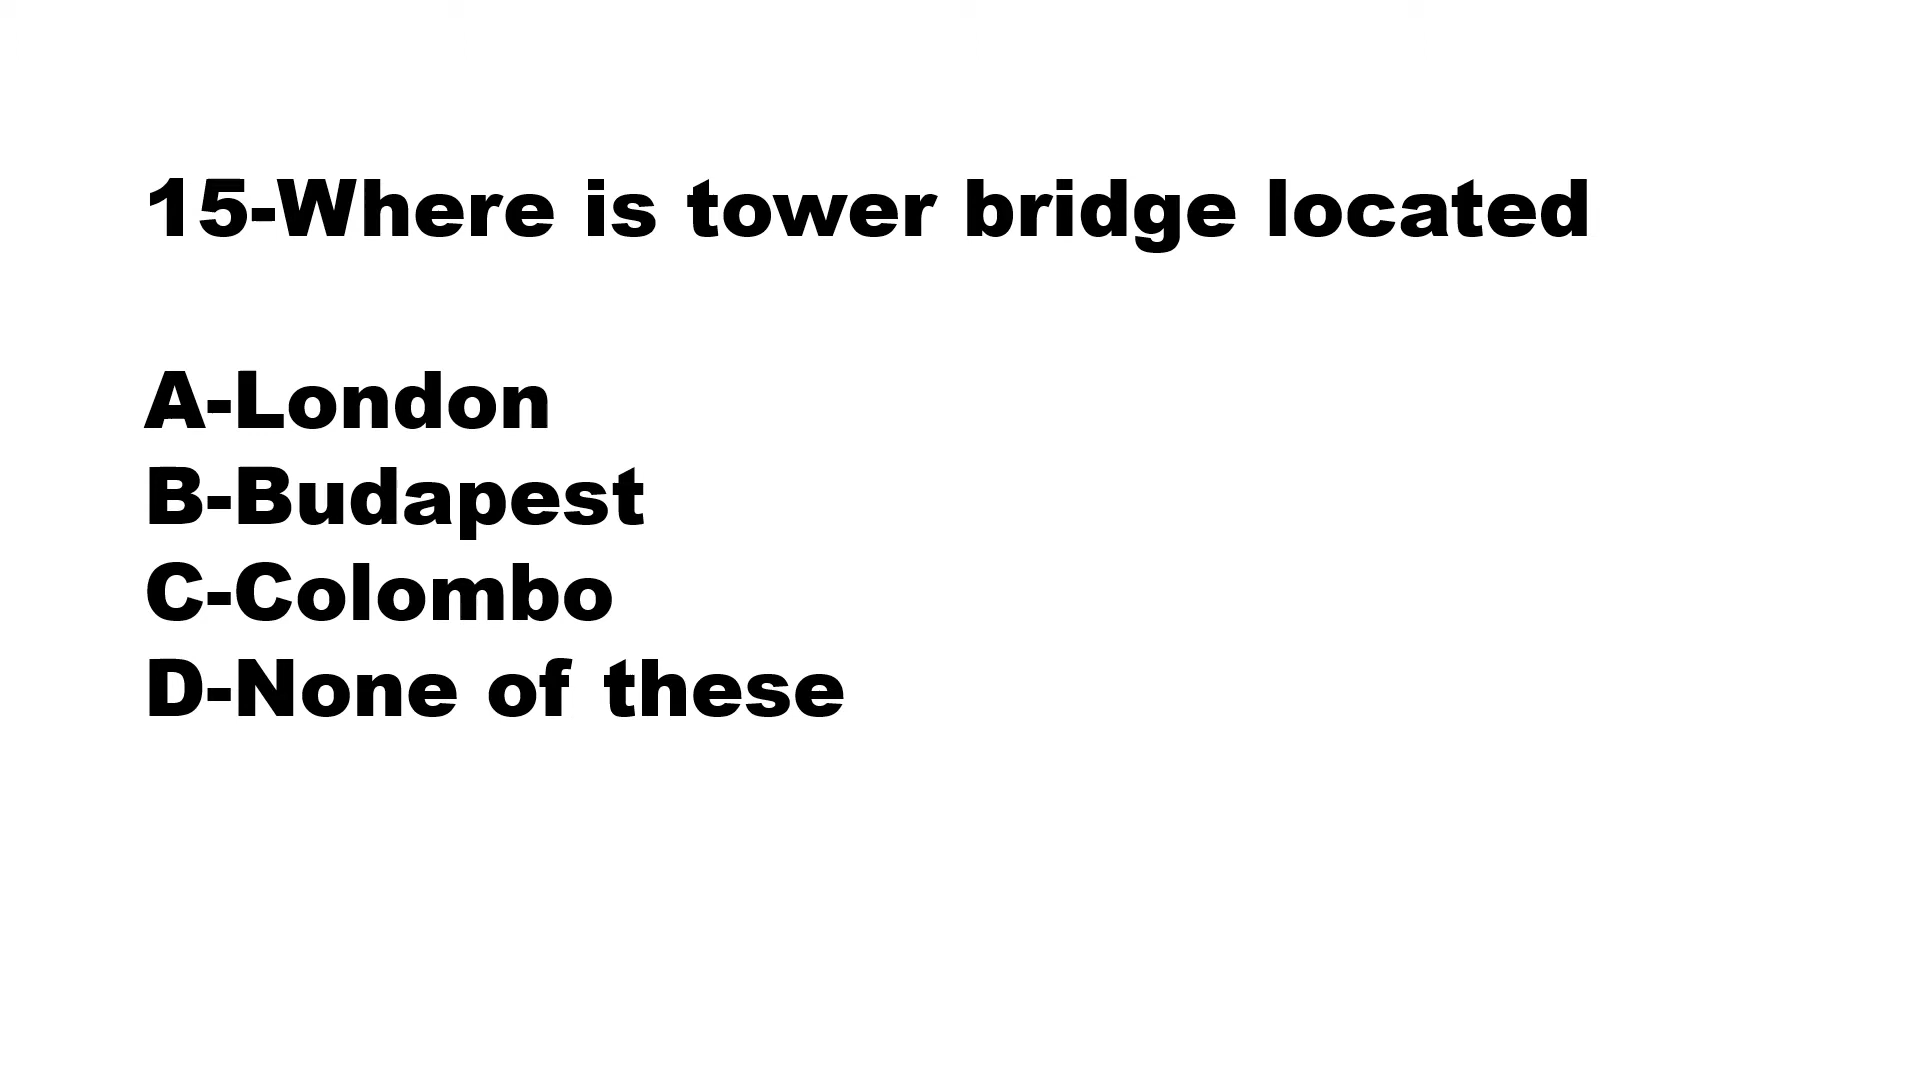 15-Where is tower bridge located
A-London
B-Budapest
C-Colombo
D-None of these